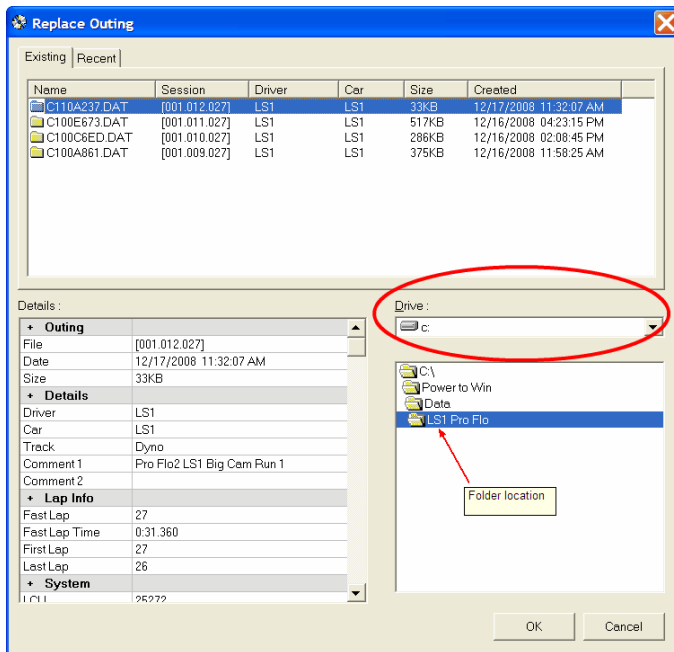 Replace Outing
Existing Recent
Name Session Driver Car Size Created
C110A237.DAT [001.012.027] LS1 LS1 33KB 12/17/2008 11:32:07 AM
C100E673.DAT [001.011.027] LS1 LS1 517KB 12/16/2008 04:23:15 PM
C100C6ED.DAT [001.010.027] LS1 LS1 286KB 12/16/2008 02:08:45 PM
C100A861.DAT [001.009.027] LS1 LS1 375KB 12/16/2008 11:58:25 AM
Details :
+ Outing
File [001.012.027]
Date 12/17/2008 11:32:07 AM
Size 33KB
+ Details
Driver LS1
Car LS1
Track Dyno
Comment 1 Pro Flo2 LS1 Big Cam Run 1
Comment 2
+ Lap Info
Fast Lap 27
Fast Lap Time 0:31.360
First Lap 27
Last Lap 26
+ System
LCU 25272
Drive :
c:
C:\
Power to Win
Data
LS1 Pro Flo
Folder location
OK Cancel